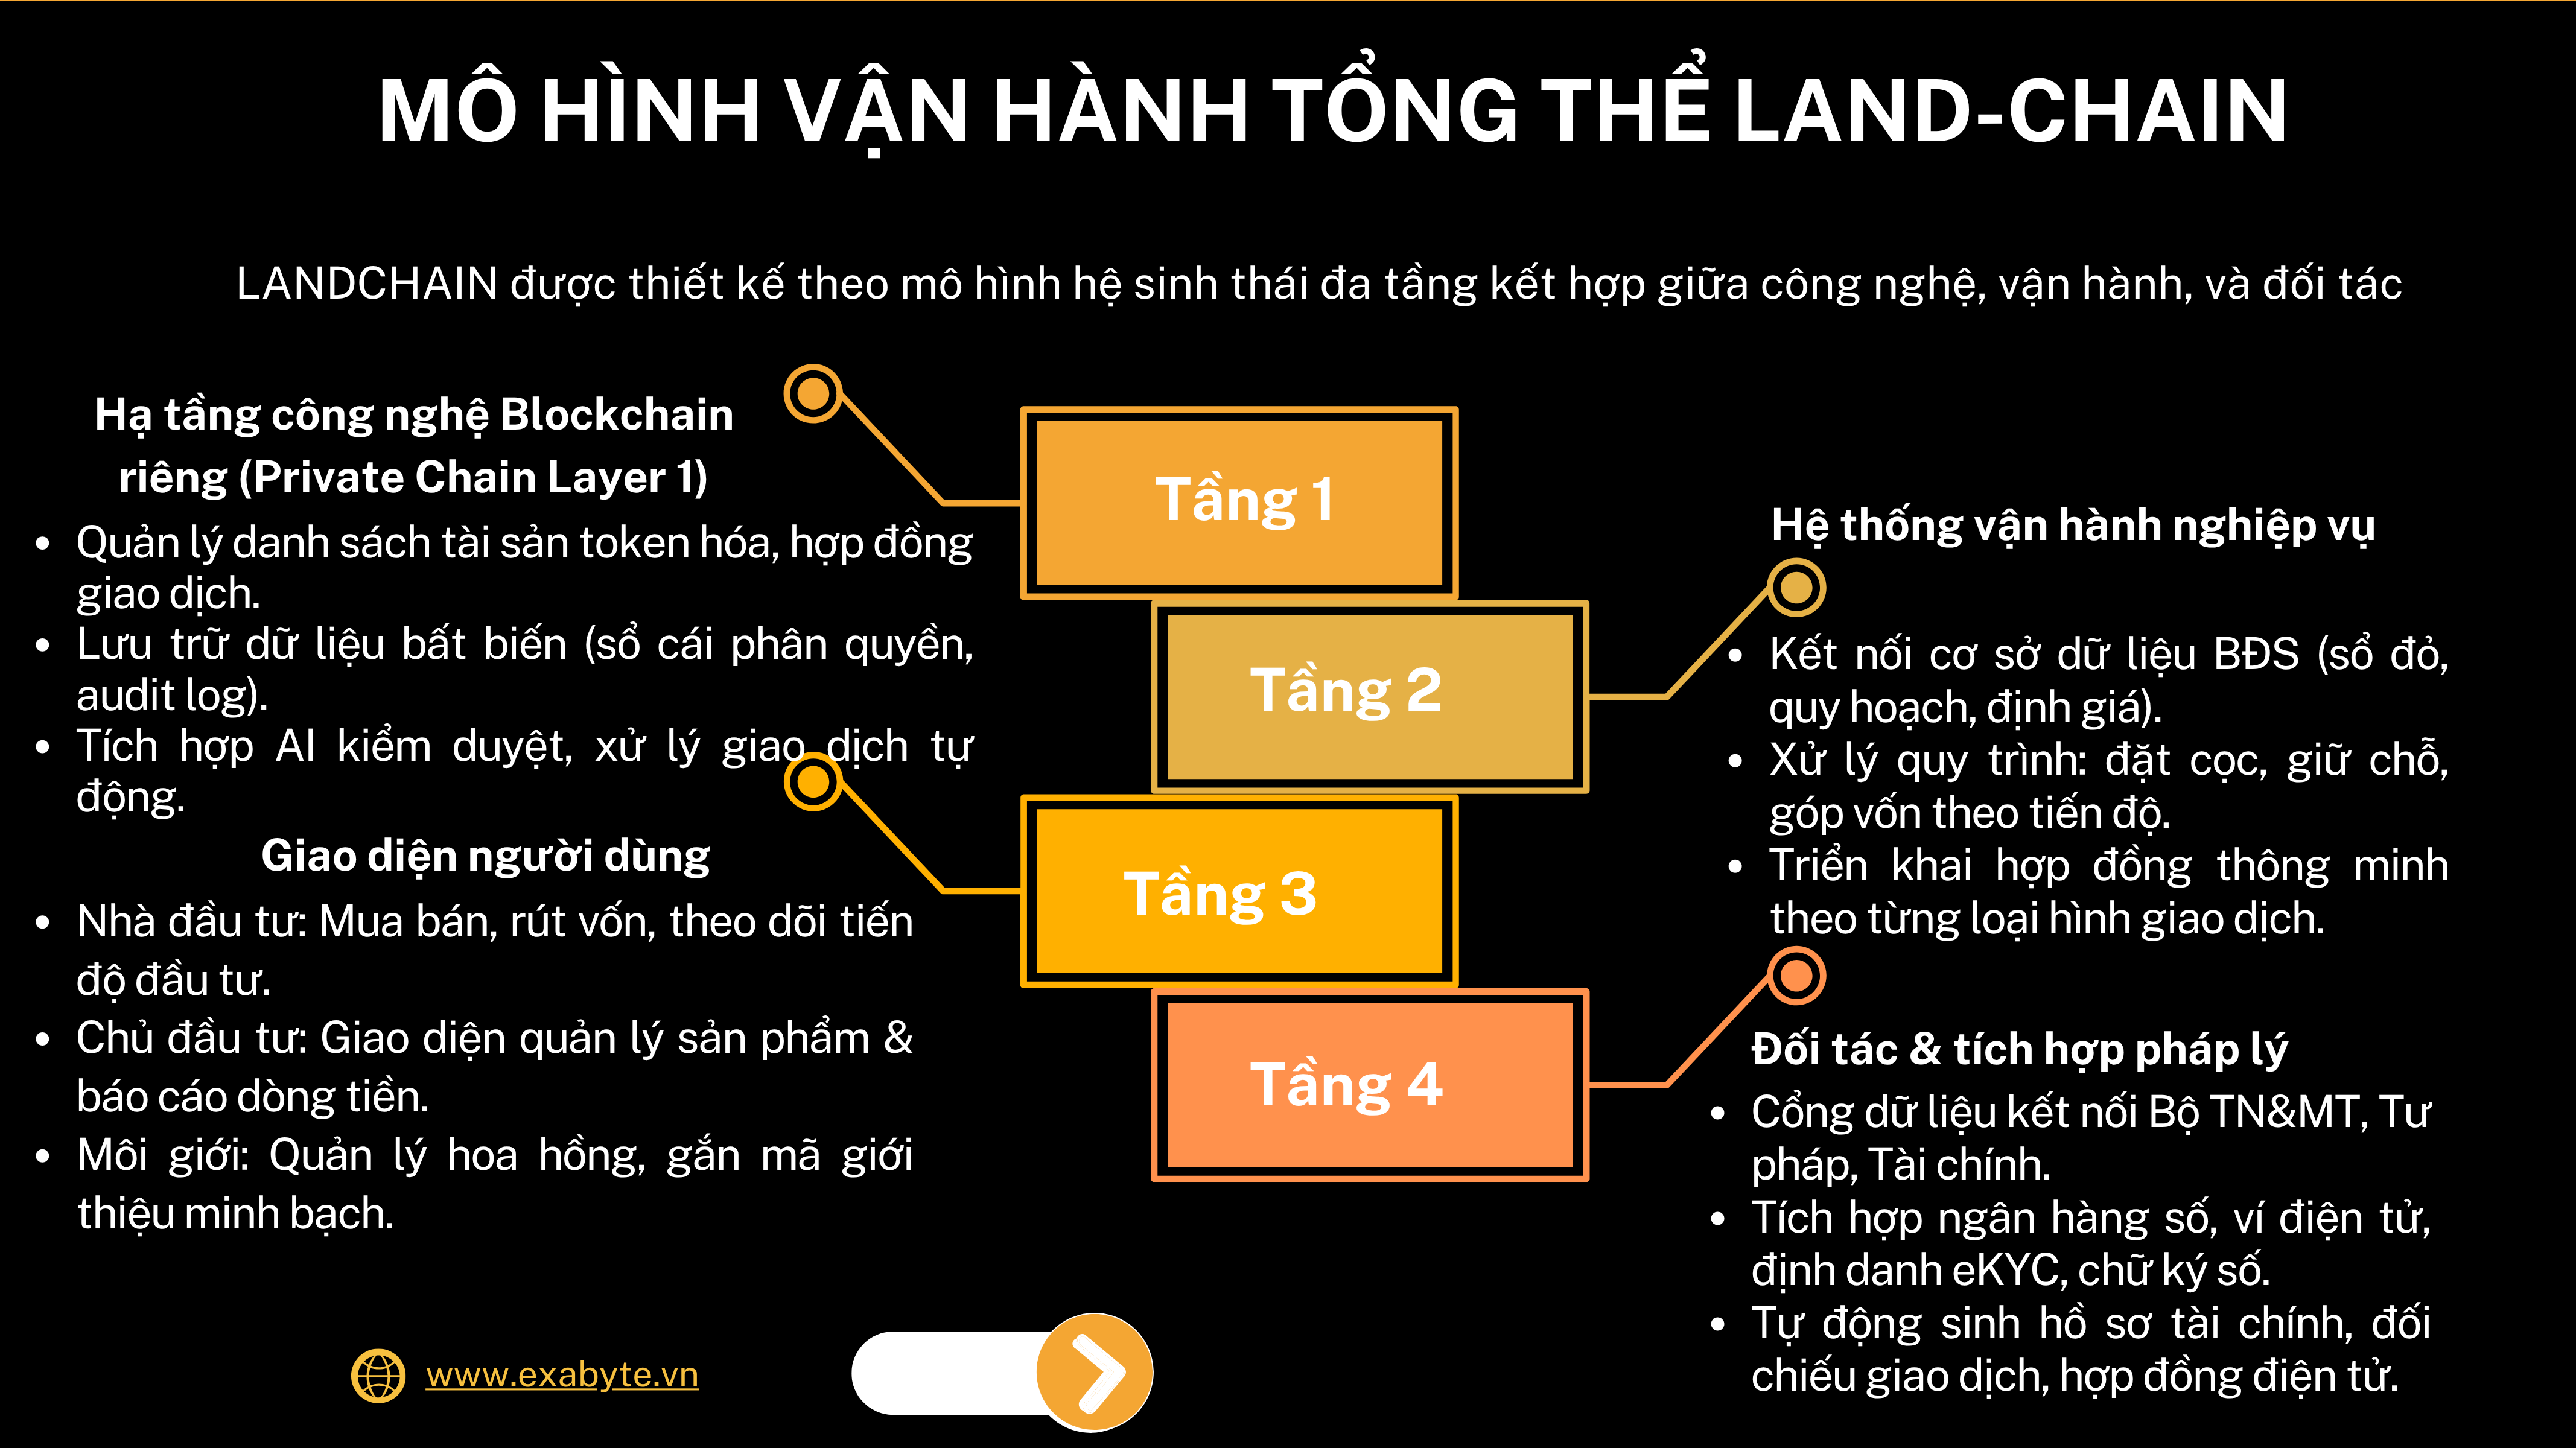 MÔ HÌNH VẬN HÀNH TỔNG THỂ LAND-CHAIN
LANDCHAIN được thiết kế theo mô hình hệ sinh thái đa tầng kết hợp giữa công nghệ, vận hành, và đối tác
Hạ tầng công nghệ Blockchain
riêng (Private Chain Layer 1)
• Quản lý danh sách tài sản token hóa, hợp đồng
giao dịch.
• Lưu trữ dữ liệu bất biến (sổ cái phân quyền,
audit log).
• Tích hợp AI kiểm duyệt, xử lý giao dịch tự
động.
Tầng 1
Hệ thống vận hành nghiệp vụ
• Kết nối cơ sở dữ liệu BĐS (sổ đỏ,
quy hoạch, định giá).
• Xử lý quy trình: đặt cọc, giữ chỗ,
góp vốn theo tiến độ.
• Triển khai hợp đồng thông minh
theo từng loại hình giao dịch.
Tầng 2
Giao diện người dùng
• Nhà đầu tư: Mua bán, rút vốn, theo dõi tiến
độ đầu tư.
• Chủ đầu tư: Giao diện quản lý sản phẩm &
báo cáo dòng tiền.
• Môi giới: Quản lý hoa hồng, gắn mã giới
thiệu minh bạch.
Tầng 3
Đối tác & tích hợp pháp lý
• Cổng dữ liệu kết nối Bộ TN&MT, Tư
pháp, Tài chính.
• Tích hợp ngân hàng số, ví điện tử,
định danh eKYC, chữ ký số.
• Tự động sinh hồ sơ tài chính, đối
chiếu giao dịch, hợp đồng điện tử.
Tầng 4
www.exabyte.vn